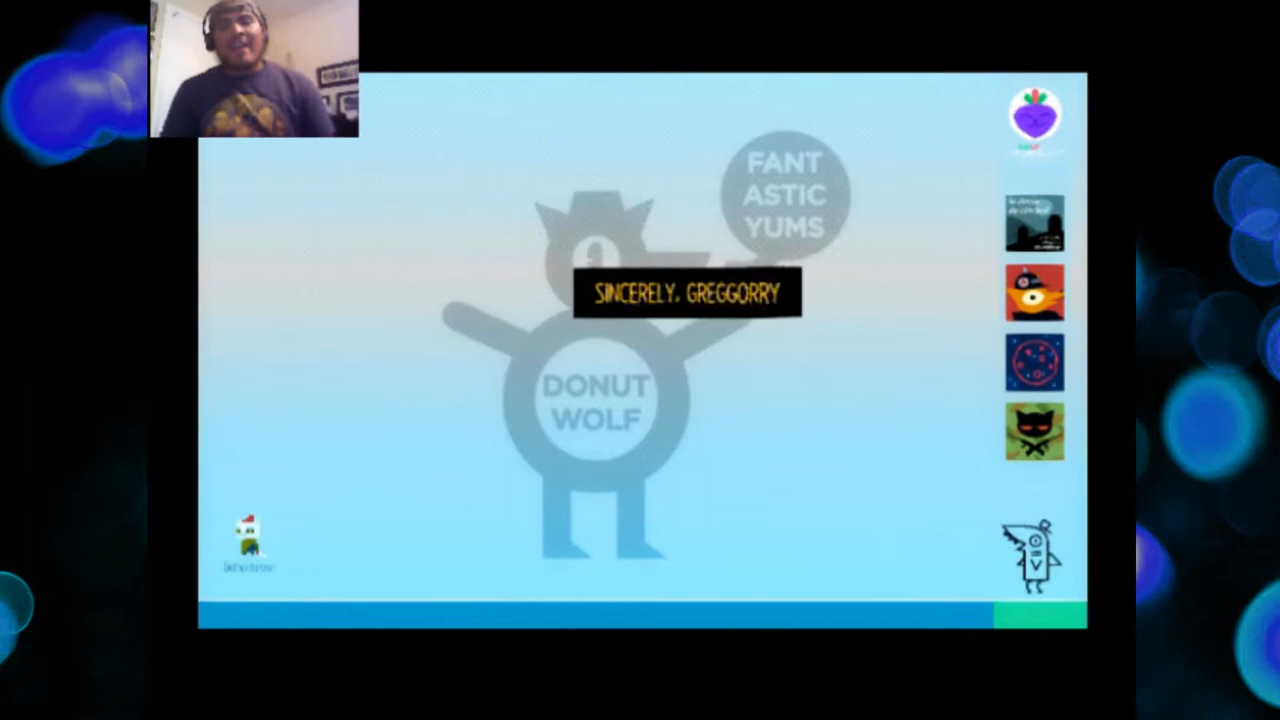 FANT
ASTIC
YUMS
SINCERELY, GREGGORRY
DONUT
WOLF